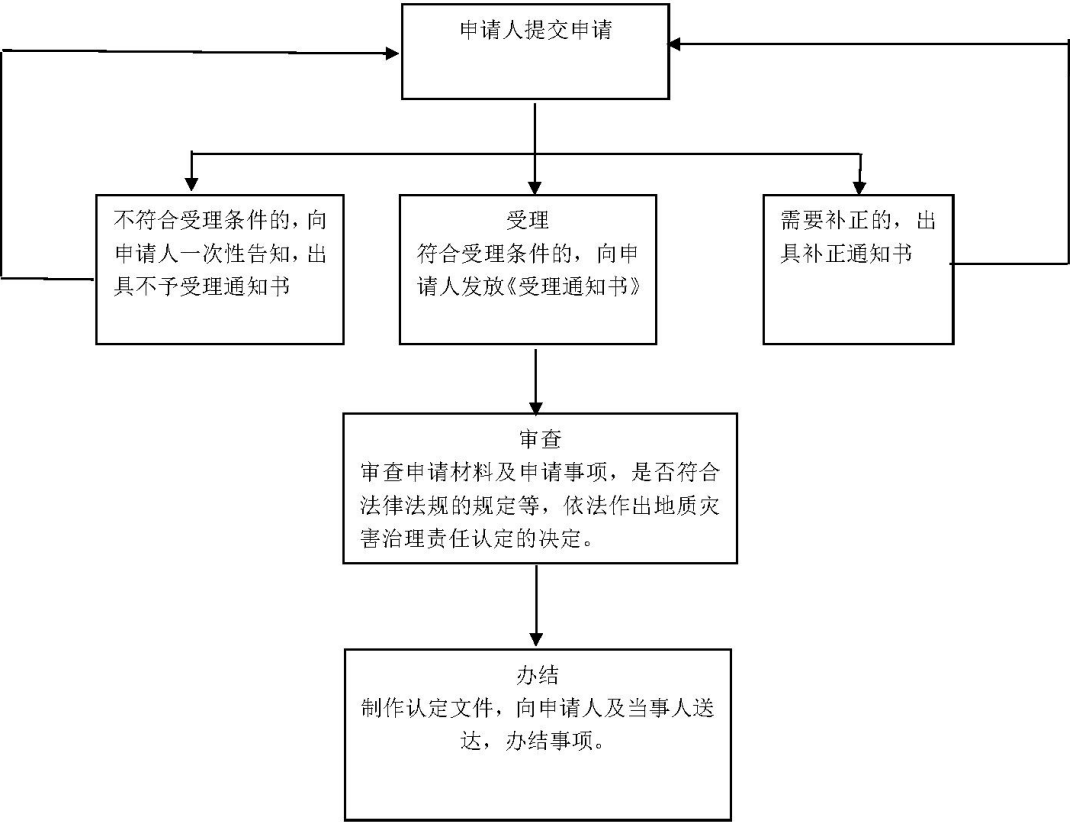 申请人提交申请
不符合受理条件的，向
申请人一次性告知，出
具不予受理通知书
受理
符合受理条件的，向申
请人发放《受理通知书》
需要补正的，出
具补正通知书
审查
审查申请材料及申请事项，是否符合
法律法规的规定等，依法作出地质灾
害治理责任认定的决定。
办结
制作认定文件，向申请人及当事人送
达，办结事项。